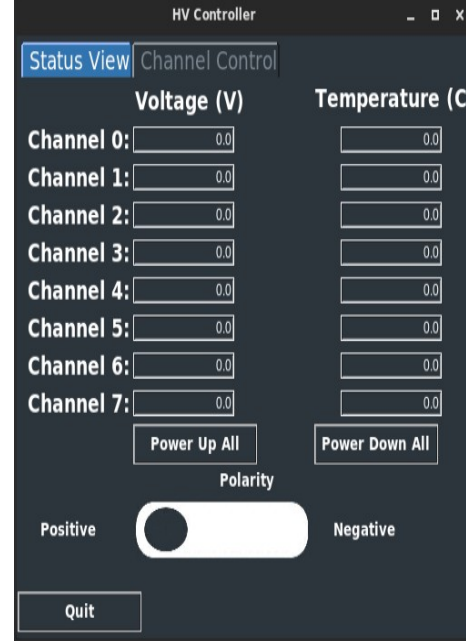 HV Controller
Status View Channel Control
Voltage (V) Temperature (C
Channel 0: 0.0 0.0
Channel 1: 0.0 0.0
Channel 2: 0.0 0.0
Channel 3: 0.0 0.0
Channel 4: 0.0 0.0
Channel 5: 0.0 0.0
Channel 6: 0.0 0.0
Channel 7: 0.0 0.0
Power Up All Power Down All
Polarity
Positive Negative
Quit